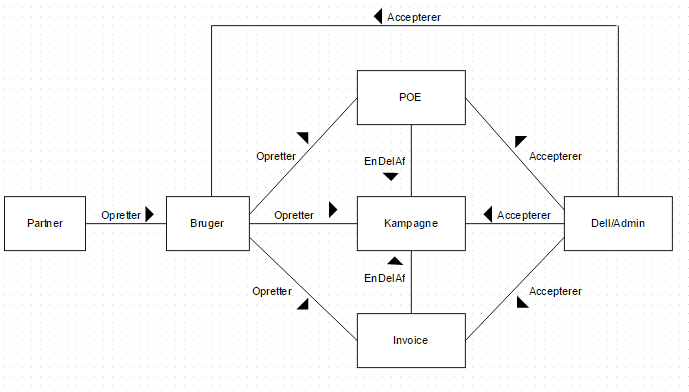 Accepterer
POE
Opretter
EnDelAf
Accepterer
Partner
Opretter
Bruger
Opretter
Kampagne
Accepterer
Dell/Admin
Opretter
EnDelAf
Accepterer
Invoice